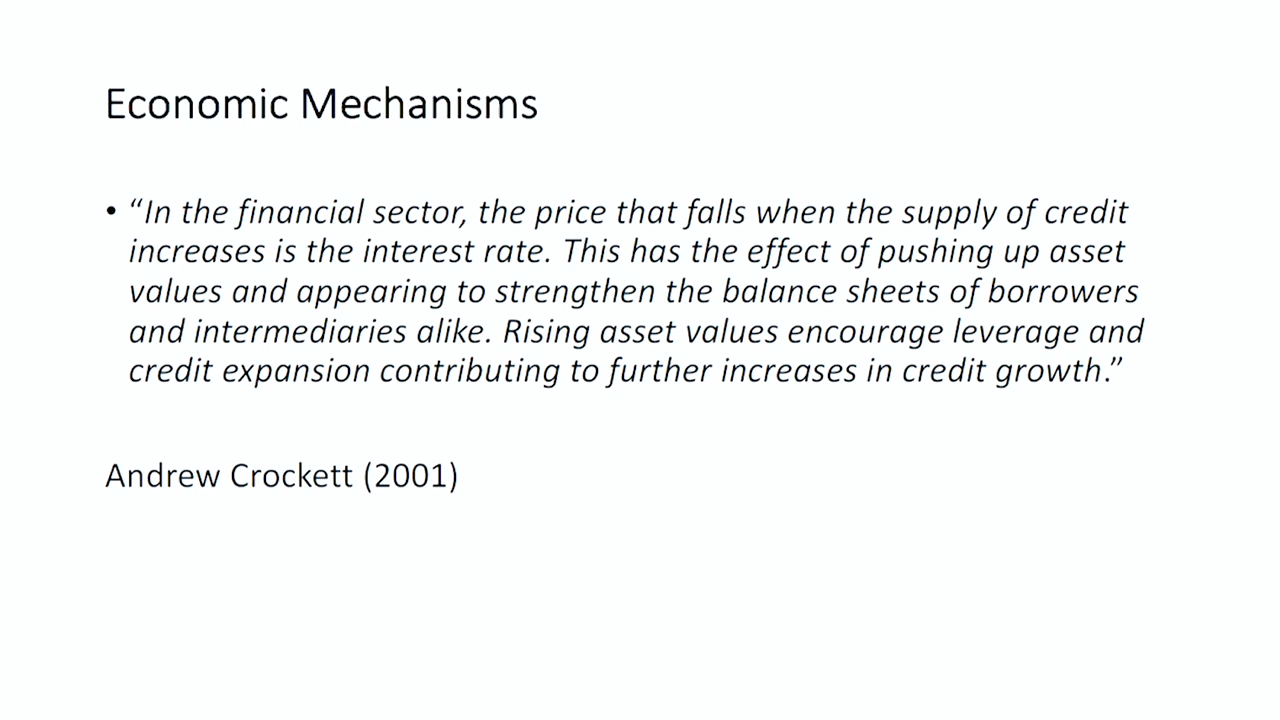 Economic Mechanisms
• “In the financial sector, the price that falls when the supply of credit
increases is the interest rate. This has the effect of pushing up asset
values and appearing to strengthen the balance sheets of borrowers
and intermediaries alike. Rising asset values encourage leverage and
credit expansion contributing to further increases in credit growth.”
Andrew Crockett (2001)